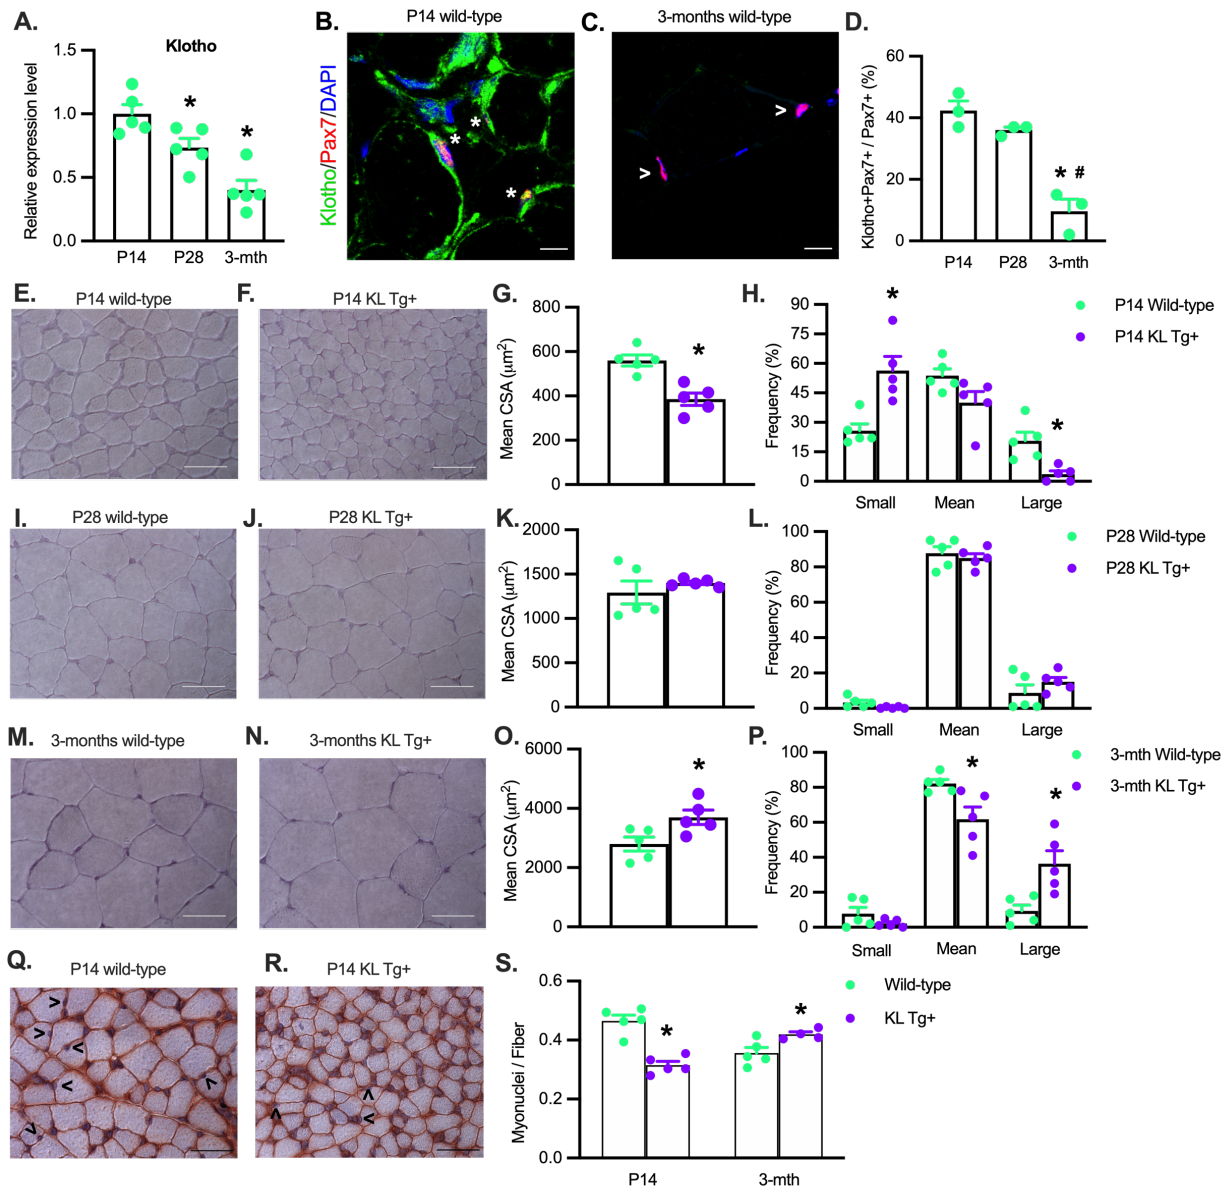 A.
Klotho
Relative expression level
1.5
1.0
0.5
0.0
*
*
P14
P28
3-mth
B.
P14 wild-type
Klotho/Pax7/DAPI
*
*
*
C.
3-months wild-type
>
>
D.
Klotho+Pax7+ / Pax7+ (%)
60
40
20
0
* #
P14
P28
3-mth
E.
P14 wild-type
F.
P14 KL Tg+
G.
Mean CSA (μm2)
800
600
400
200
0
*
H.
Frequency (%)
90
75
60
45
30
15
0
*
*
Small
Mean
Large
P14 Wild-type
P14 KL Tg+
I.
P28 wild-type
J.
P28 KL Tg+
K.
Mean CSA (μm2)
2000
1500
1000
500
0
L.
Frequency (%)
100
80
60
40
20
0
Small
Mean
Large
P28 Wild-type
P28 KL Tg+
M.
3-months wild-type
N.
3-months KL Tg+
O.
Mean CSA (μm2)
6000
4000
2000
0
*
P.
Frequency (%)
100
80
60
40
20
0
*
*
Small
Mean
Large
3-mth Wild-type
3-mth KL Tg+
Q.
P14 wild-type
R.
P14 KL Tg+
S.
Myonuclei / Fiber
0.6
0.4
0.2
0.0
*
*
P14
3-mth
Wild-type
KL Tg+